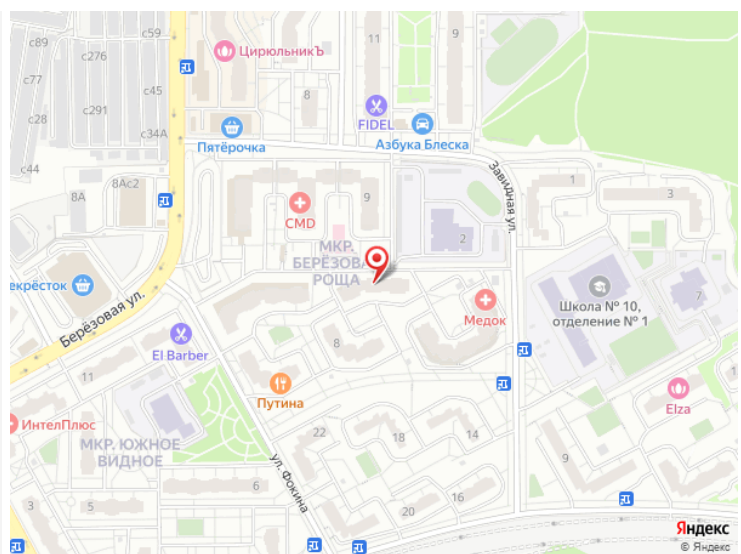 с89
с59
ЦирюльникЪ
11
9
с276
с77
с45
8
с291
FIDEL
с28
с34А
Пятёрочка
Азбука Блеска
с44
Завидная ул.
8А
8Ас2
1
3
9
CMD
2
МКР.
БЕРЁЗОВАЯ
РОЩА
екрёсток
Берёзовая ул.
Медок
Школа № 10,
отделение № 1
7
El Barber
8
11
Путина
Elza
ИнтелПлюс
МКР. ЮЖНОЕ
ВИДНОЕ
22
18
14
ул. Фокина
9
6
3
5
20
16
Яндекс
© Яндекс